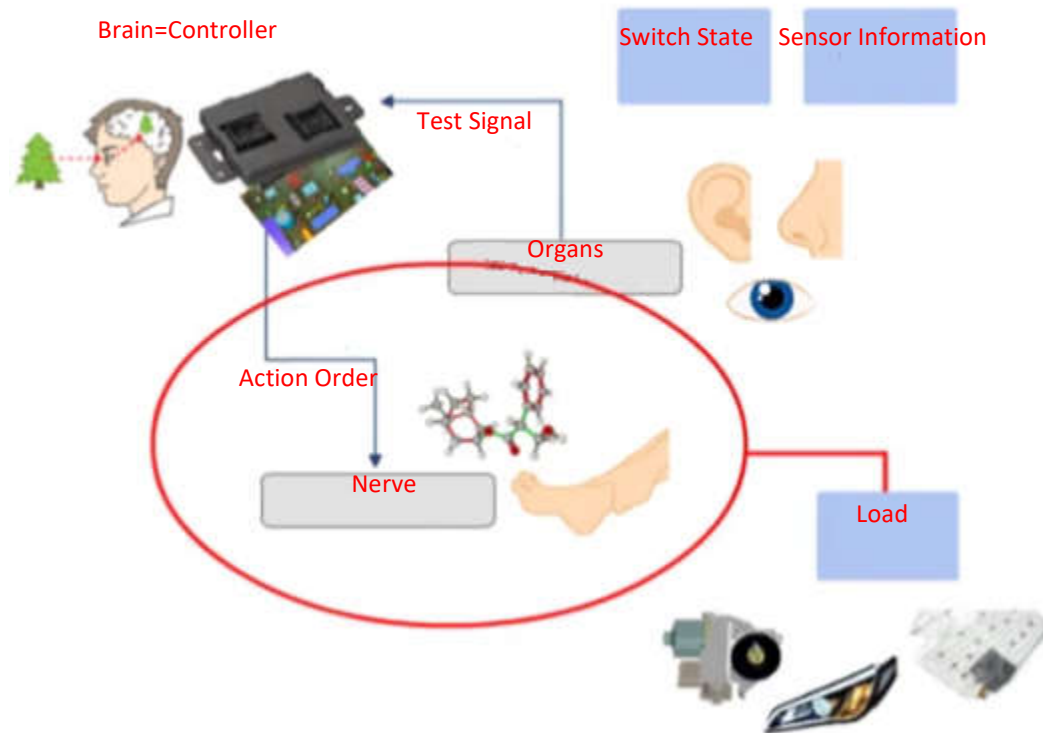 Brain=Controller
Switch State
Sensor Information
Test Signal
Organs
Action Order
Nerve
Load